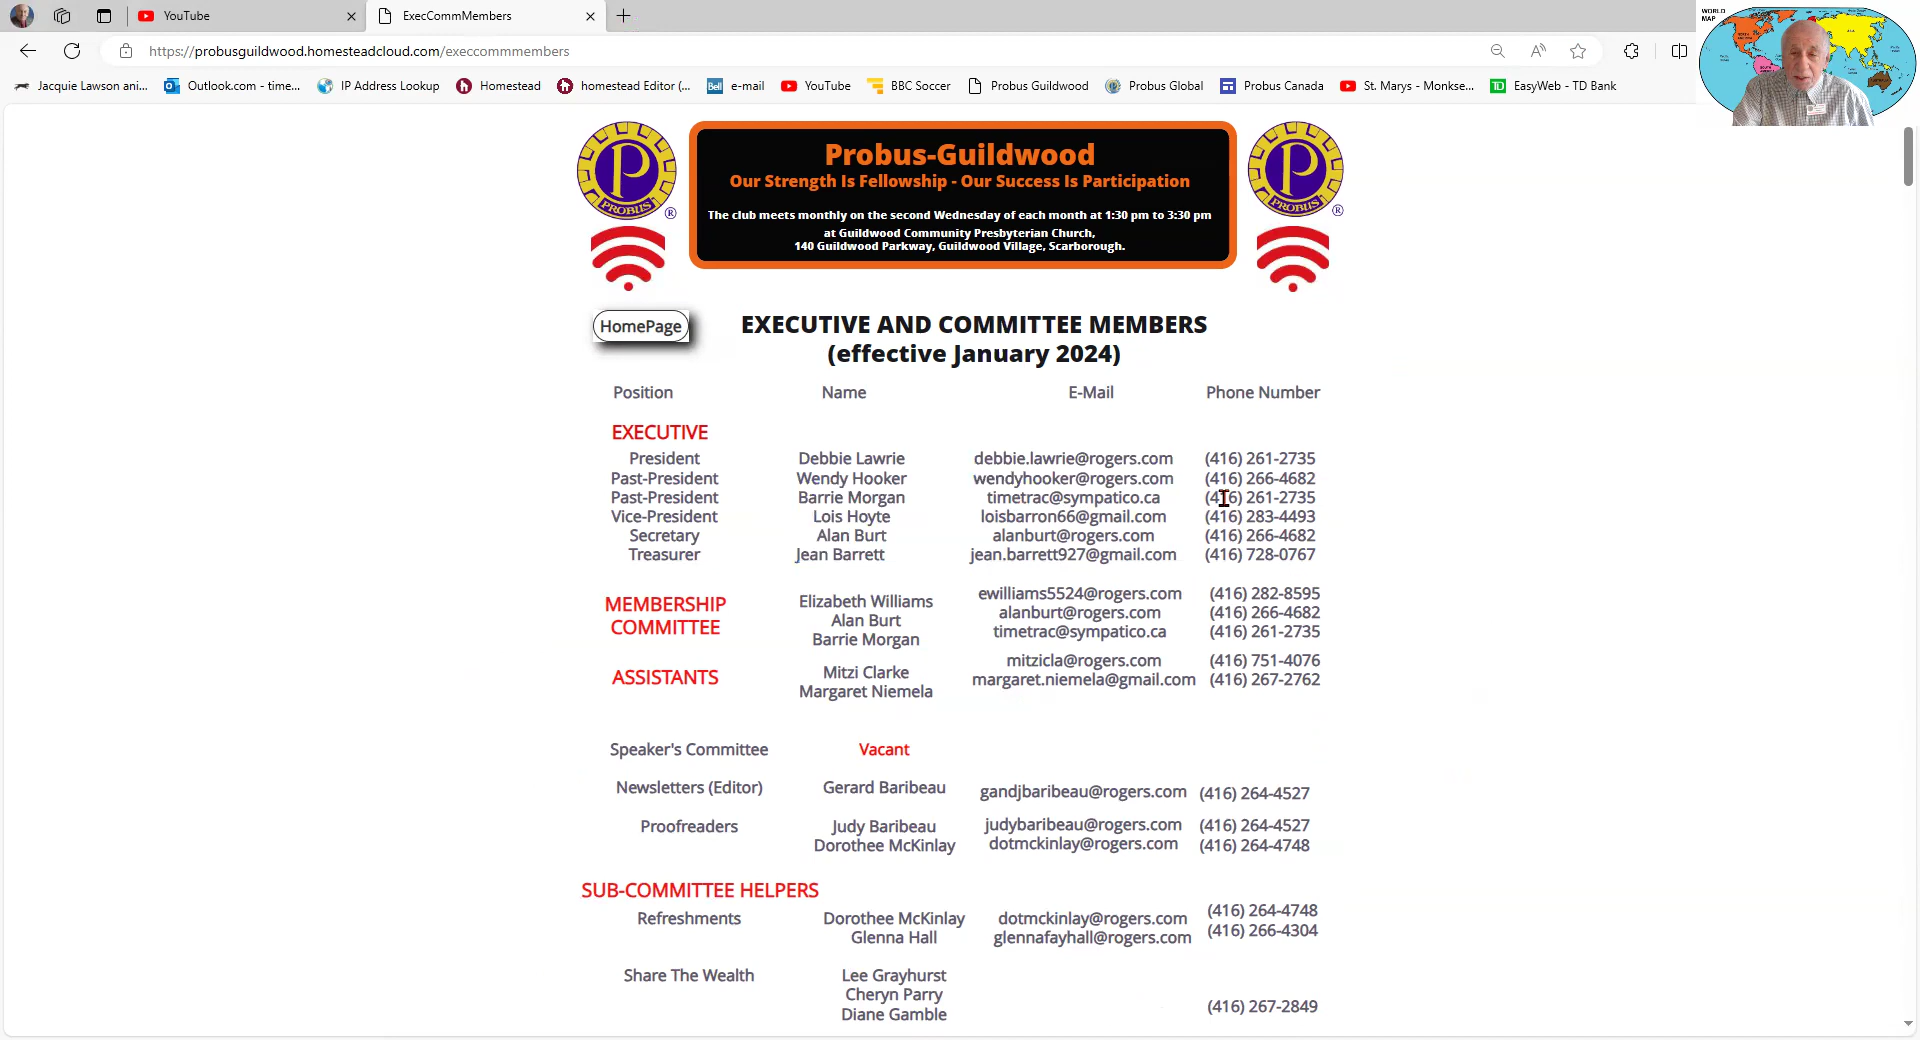 YouTube
ExecCommMembers
https://probusguildwood.homesteadcloud.com/execcommmembers
Jacquie Lawson ani... Outlook.com - time... IP Address Lookup Homestead homestead Editor (... Bell e-mail YouTube BBC Soccer Probus Guildwood Probus Global Probus Canada St. Marys - Monkse... TD EasyWeb - TD Bank
WORLD
MAP
P
PROBUS
®
P
PROBUS
®
Probus-Guildwood
Our Strength Is Fellowship - Our Success Is Participation
The club meets monthly on the second Wednesday of each month at 1:30 pm to 3:30 pm
at Guildwood Community Presbyterian Church,
140 Guildwood Parkway, Guildwood Village, Scarborough.
HomePage
EXECUTIVE AND COMMITTEE MEMBERS
(effective January 2024)
Position Name E-Mail Phone Number
EXECUTIVE
President Debbie Lawrie debbie.lawrie@rogers.com (416) 261-2735
Past-President Wendy Hooker wendyhooker@rogers.com (416) 266-4682
Past-President Barrie Morgan timetrac@sympatico.ca (416) 261-2735
Vice-President Lois Hoyte loisbarron66@gmail.com (416) 283-4493
Secretary Alan Burt alanburt@rogers.com (416) 266-4682
Treasurer Jean Barrett jean.barrett927@gmail.com (416) 728-0767
MEMBERSHIP
COMMITTEE
Elizabeth Williams ewilliams5524@rogers.com (416) 282-8595
Alan Burt alanburt@rogers.com (416) 266-4682
Barrie Morgan timetrac@sympatico.ca (416) 261-2735
ASSISTANTS
Mitzi Clarke mitzicla@rogers.com (416) 751-4076
Margaret Niemela margaret.niemela@gmail.com (416) 267-2762
Speaker's Committee Vacant
Newsletters (Editor) Gerard Baribeau gandjbaribeau@rogers.com (416) 264-4527
Proofreaders Judy Baribeau judybaribeau@rogers.com (416) 264-4527
Dorothee McKinlay dotmckinlay@rogers.com (416) 264-4748
SUB-COMMITTEE HELPERS
Refreshments Dorothee McKinlay dotmckinlay@rogers.com (416) 264-4748
Glenna Hall glennafayhall@rogers.com (416) 266-4304
Share The Wealth Lee Grayhurst
Cheryn Parry
Diane Gamble (416) 267-2849